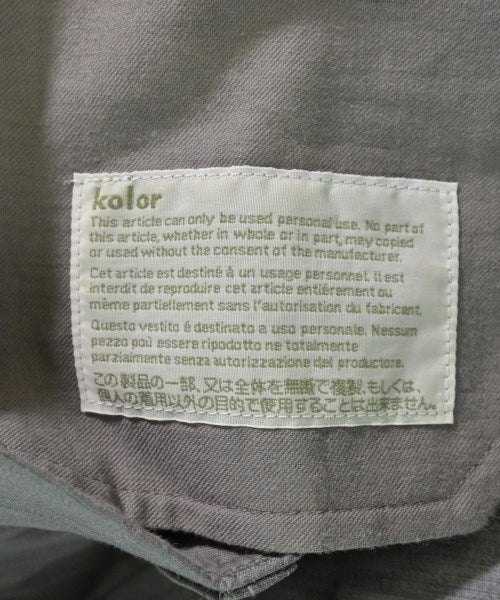 kolor
This article can only be used personal use. No part of
this article, whether in whole or in part, may copied
or used without the consent of the manufacturer.
Cet article est destiné à un usage personnel. Il est
interdit de reproduire cet article entiérement ou
même partiellement sans l'autorisation du fabricant.
Questo vestito é destinato a uso personale. Nessum
pezzo poú essere ripodotto ne totalmente
parzialmente senza autorizzazione del productore.
この製品の一部、又は全体を無断で複製、もしくは、
個人の着用以外の目的で使用することは出来ません。